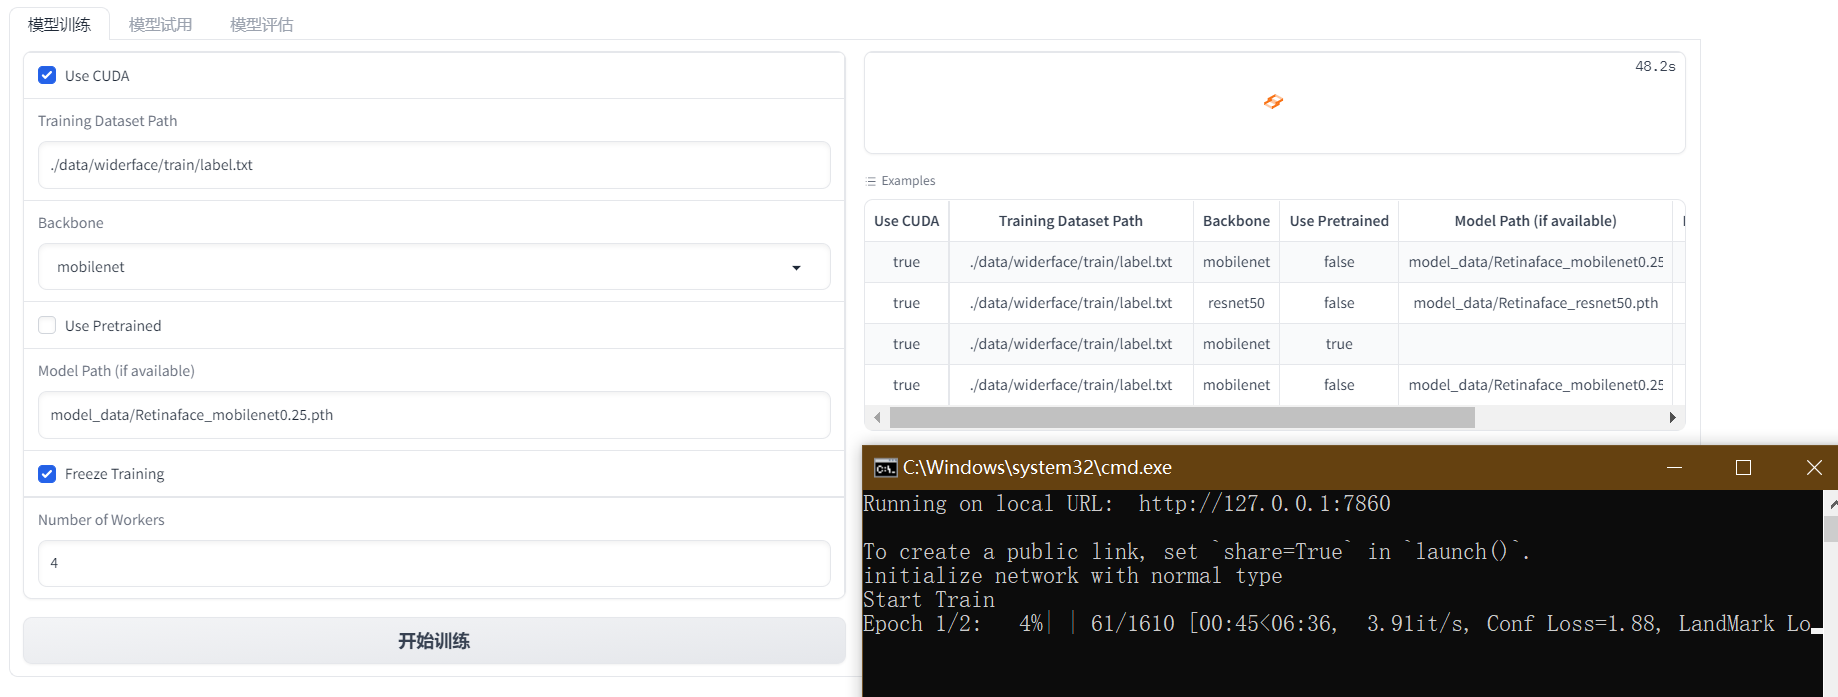 模型训练 模型试用 模型评估
Use CUDA
Training Dataset Path
./data/widerface/train/label.txt
Backbone
mobilenet
Use Pretrained
Model Path (if available)
model_data/Retinaface_mobilenet0.25.pth
Freeze Training
Number of Workers
4
开始训练
48.2s
Examples
Use CUDA Training Dataset Path Backbone Use Pretrained Model Path (if available)
true ./data/widerface/train/label.txt mobilenet false model_data/Retinaface_mobilenet0.25
true ./data/widerface/train/label.txt resnet50 false model_data/Retinaface_resnet50.pth
true ./data/widerface/train/label.txt mobilenet true
true ./data/widerface/train/label.txt mobilenet false model_data/Retinaface_mobilenet0.25
C:\Windows\system32\cmd.exe
Running on local URL:  http://127.0.0.1:7860
To create a public link, set `share=True` in `launch()`.
initialize network with normal type
Start Train
Epoch 1/2:   4%| | 61/1610 [00:45<06:36,  3.91it/s, Conf Loss=1.88, LandMark Lo